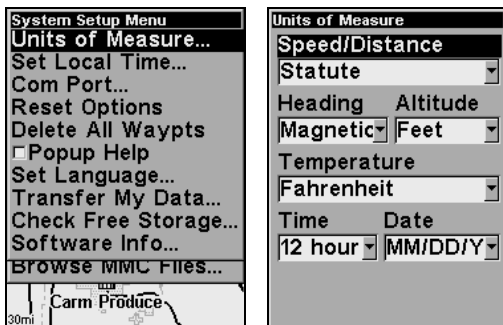 System Setup Menu
Units of Measure...
Set Local Time...
Com Port...
Reset Options
Delete All Waypts
Popup Help
Set Language...
Transfer My Data...
Check Free Storage...
Software Info...
Browse MMC Files...
Carm Produce
30mi
Units of Measure
Speed/Distance
Statute
Heading Altitude
Magnetic Feet
Temperature
Fahrenheit
Time Date
12 hour MM/DD/Y